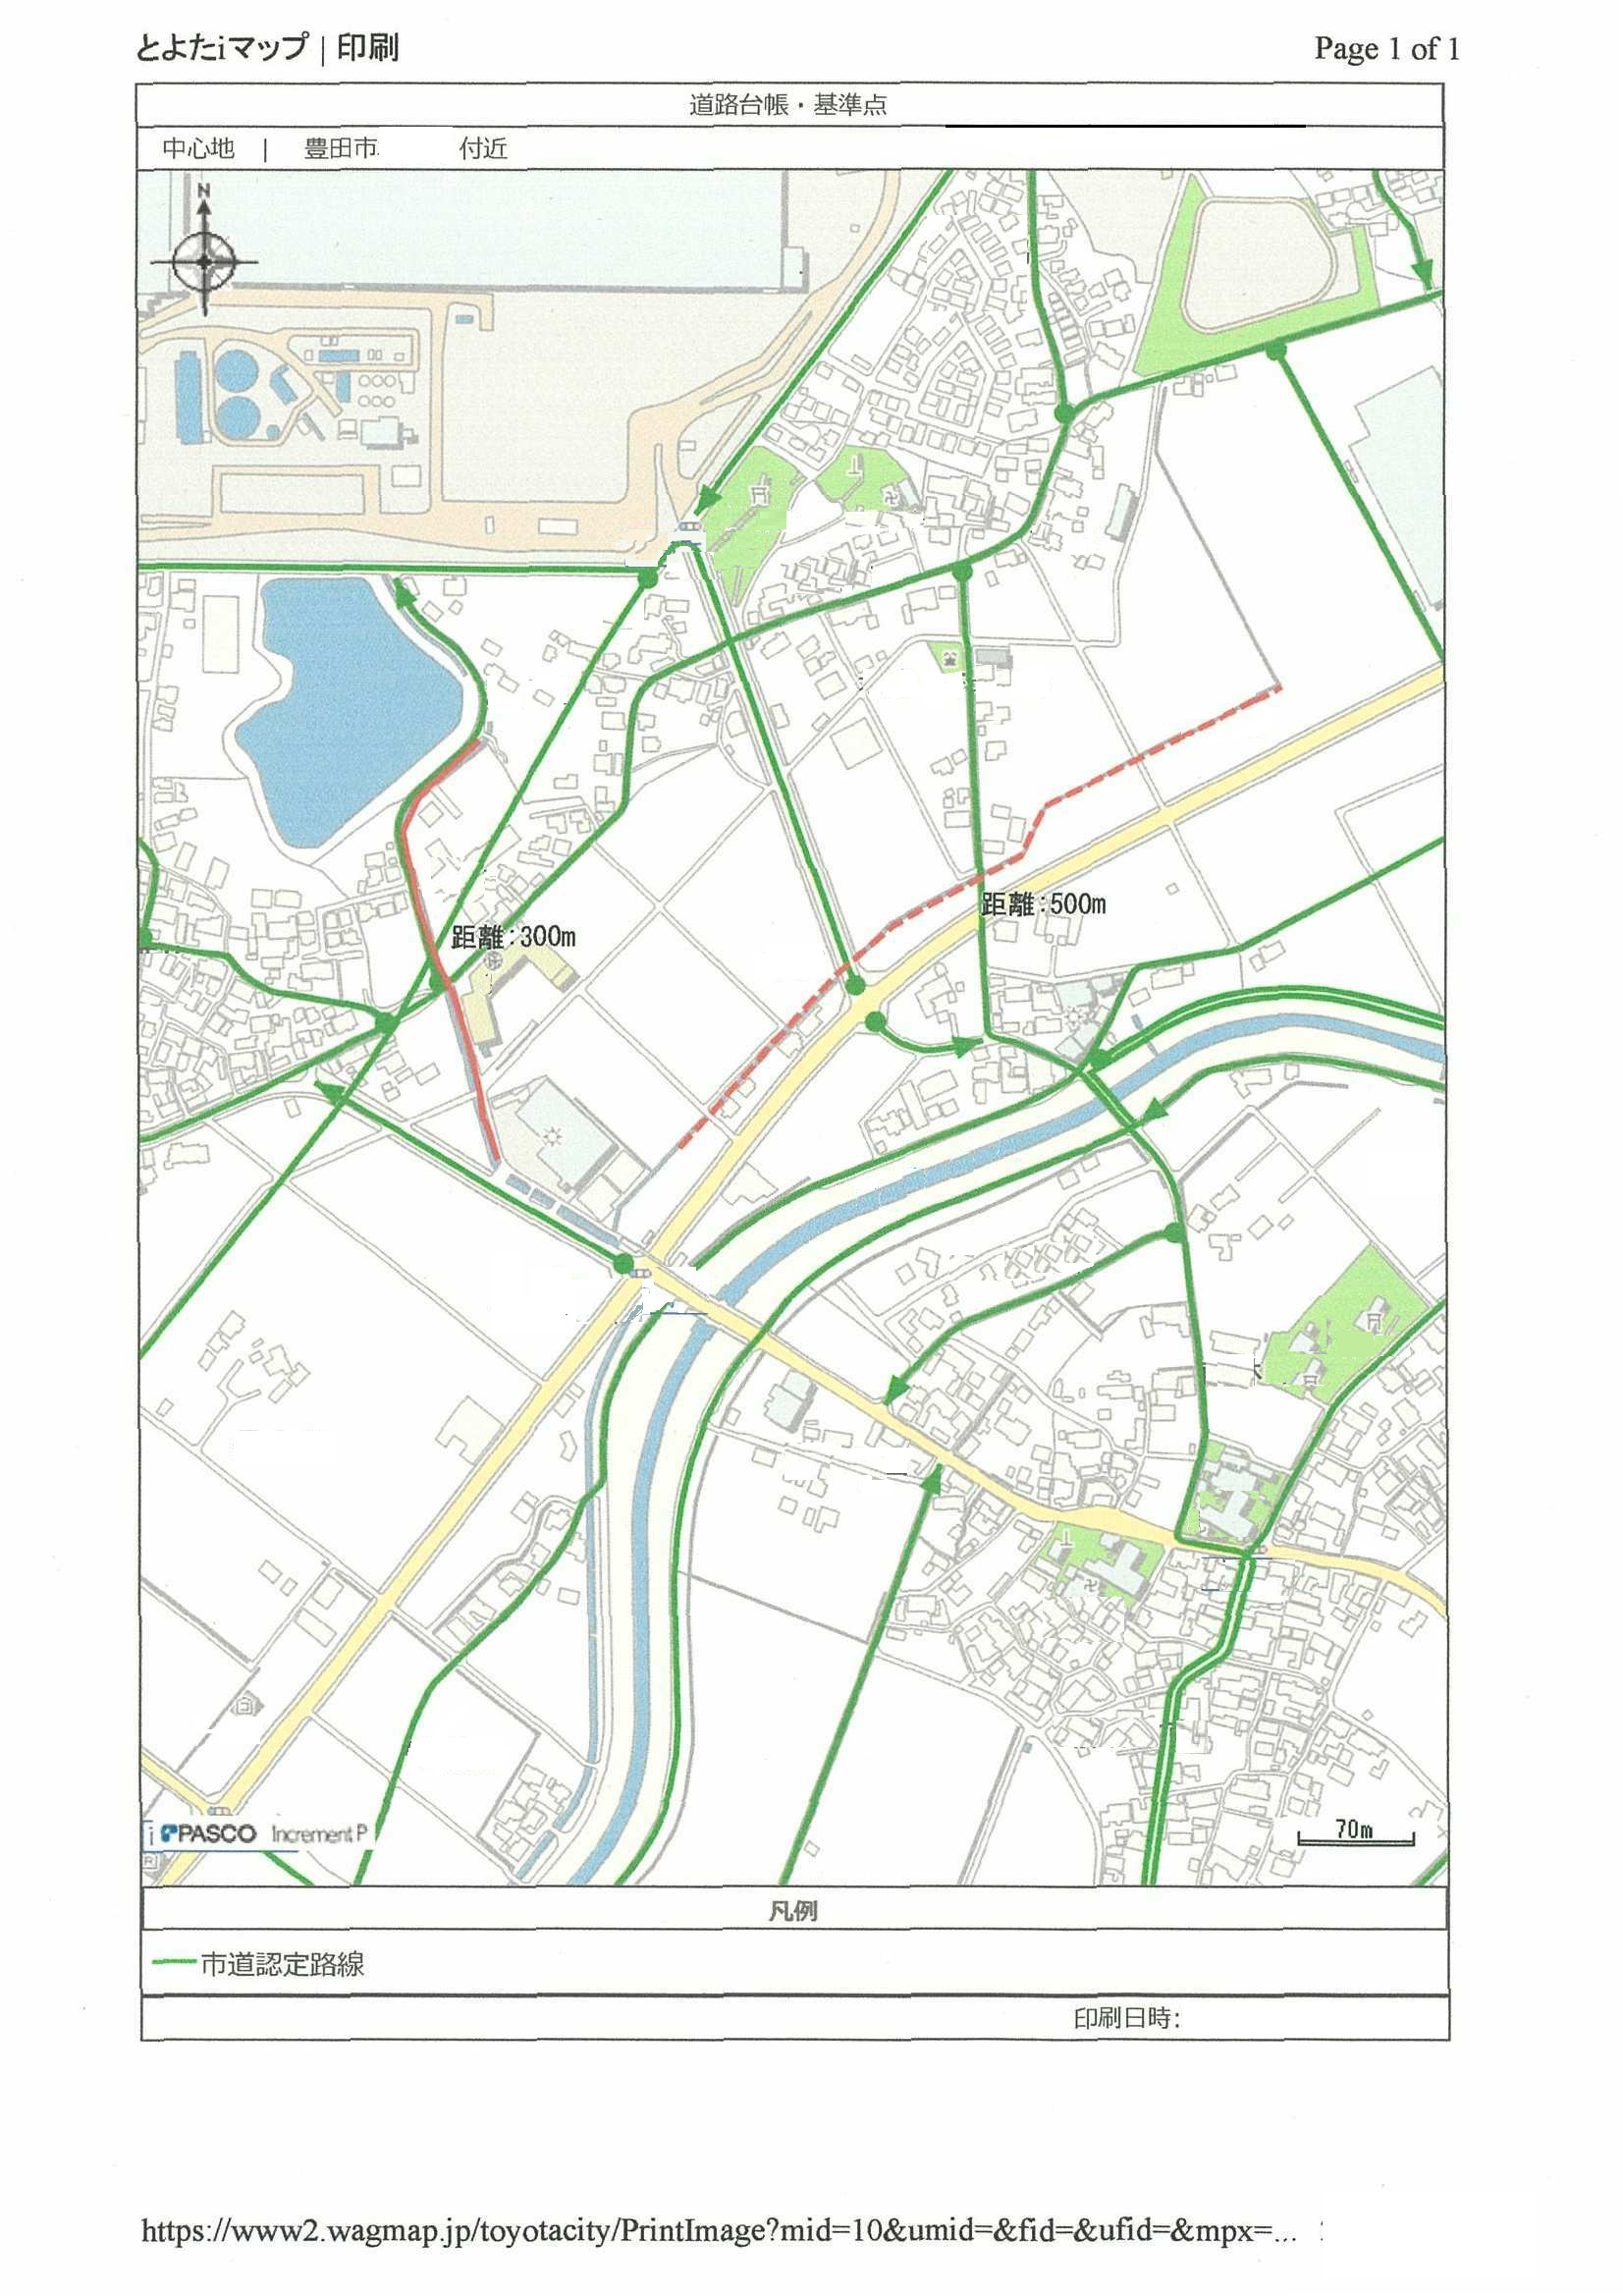 とよたiマップ | 印刷
Page 1 of 1
道路台帳・基準点
中心地 | 豊田市 付近
N
距離:500m
距離:300m
70m
PASCO Increment P
凡例
市道認定路線
印刷日時:
https://www2.wagmap.jp/toyotacity/PrintImage?mid=10&umid=&fid=&ufid=&mpx=...